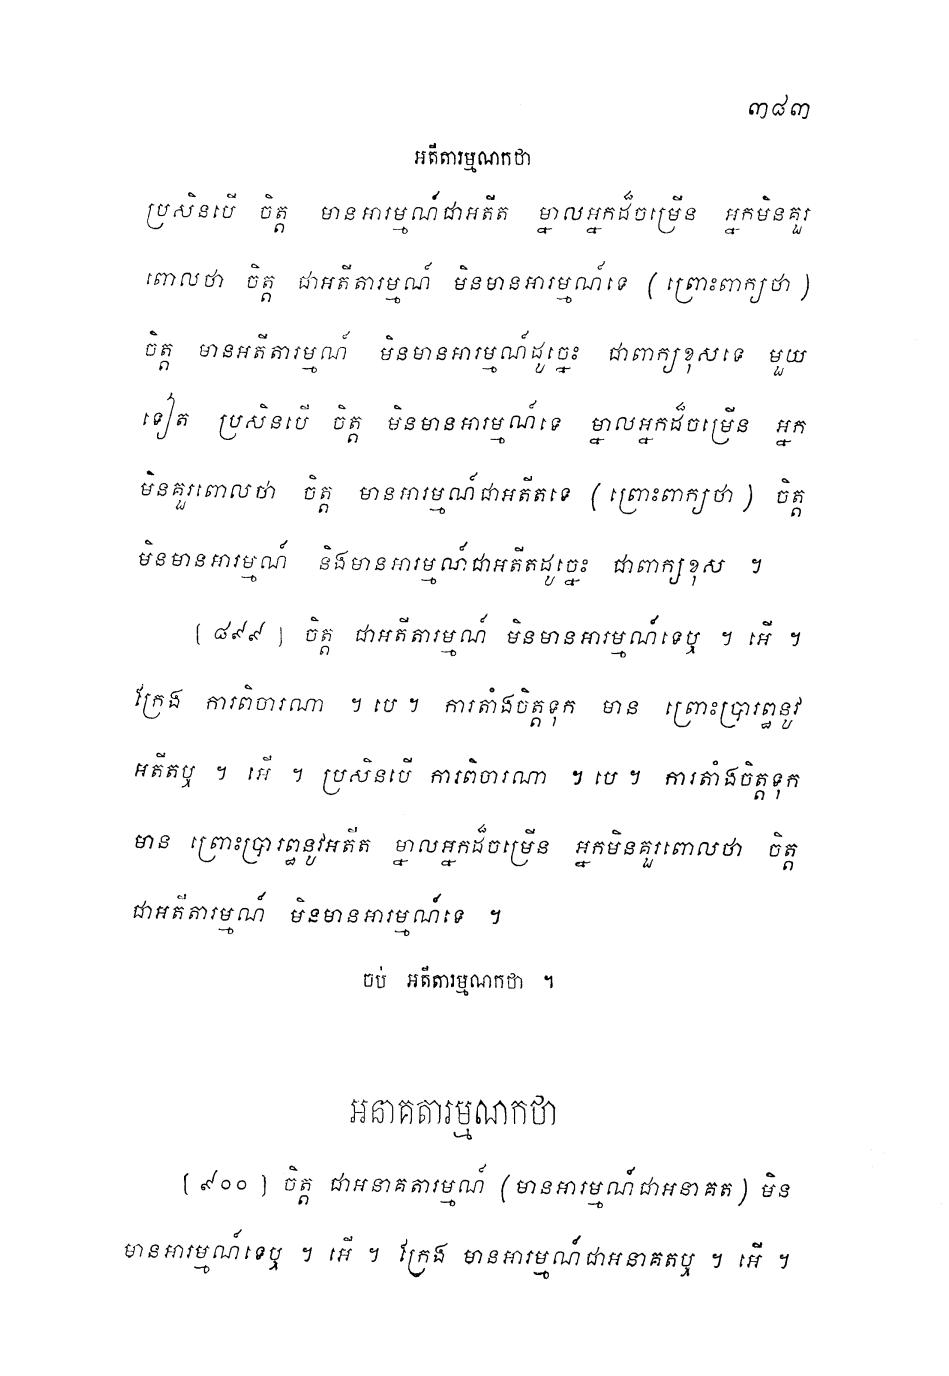 ៣៨៣
អតីតារម្មណកថា
ប្រសិនបើ ចិត្ត មានអារម្មណ៍ជាអតីត ម្នាលអ្នកដ៏ចម្រើន អ្នកមិនគួរ
ពោលថា ចិត្ត ជាអតីតារម្មណ៍ មិនមានអារម្មណ៍ទេ (ព្រោះពាក្យថា)
ចិត្ត មានអតីតារម្មណ៍ មិនមានអារម្មណ៍ដូច្នេះ ជាពាក្យខុសទេ មួយ
ទៀត ប្រសិនបើ ចិត្ត មិនមានអារម្មណ៍ទេ ម្នាលអ្នកដ៏ចម្រើន អ្នក
មិនគួរពោលថា ចិត្ត មានអារម្មណ៍ជាអតីតទេ (ព្រោះពាក្យថា) ចិត្ត
មិនមានអារម្មណ៍ និងមានអារម្មណ៍ជាអតីតដូច្នេះ ជាពាក្យខុស ។
[៨៩៩] ចិត្ត ជាអតីតារម្មណ៍ មិនមានអារម្មណ៍ទេឬ ។ អើ ។
ក្រែង ការពិចារណា ។ បេ ។ ការតាំងចិត្តទុក មាន ព្រោះប្រារព្ធនូវ
អតីតឬ ។ អើ ។ ប្រសិនបើ ការពិចារណា ។ បេ ។ ការតាំងចិត្តទុក
មាន ព្រោះប្រារព្ធនូវអតីត ម្នាលអ្នកដ៏ចម្រើន អ្នកមិនគួរពោលថា ចិត្ត
ជាអតីតារម្មណ៍ មិនមានអារម្មណ៍ទេ ។
ចប់ អតីតារម្មណកថា ។
អនាគតារម្មណកថា
[៩០០] ចិត្ត ជាអនាគតារម្មណ៍ (មានអារម្មណ៍ជាអនាគត) មិន
មានអារម្មណ៍ទេឬ ។ អើ ។ ក្រែង មានអារម្មណ៍ជាអនាគតឬ ។ អើ ។